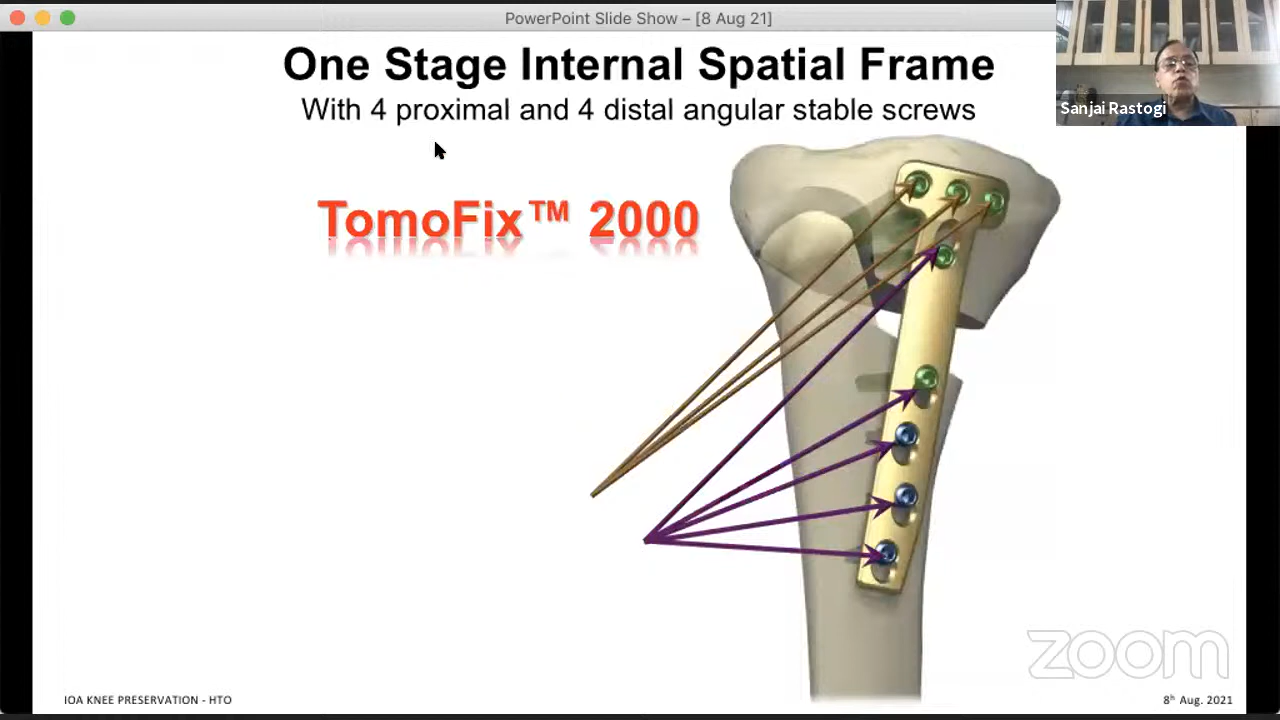 PowerPoint Slide Show – [8 Aug 21]
One Stage Internal Spatial Frame
With 4 proximal and 4 distal angular stable screws
Sanjai Rastogi
TomoFix™ 2000
zoom
IOA KNEE PRESERVATION - HTO
8ʰ Aug. 2021